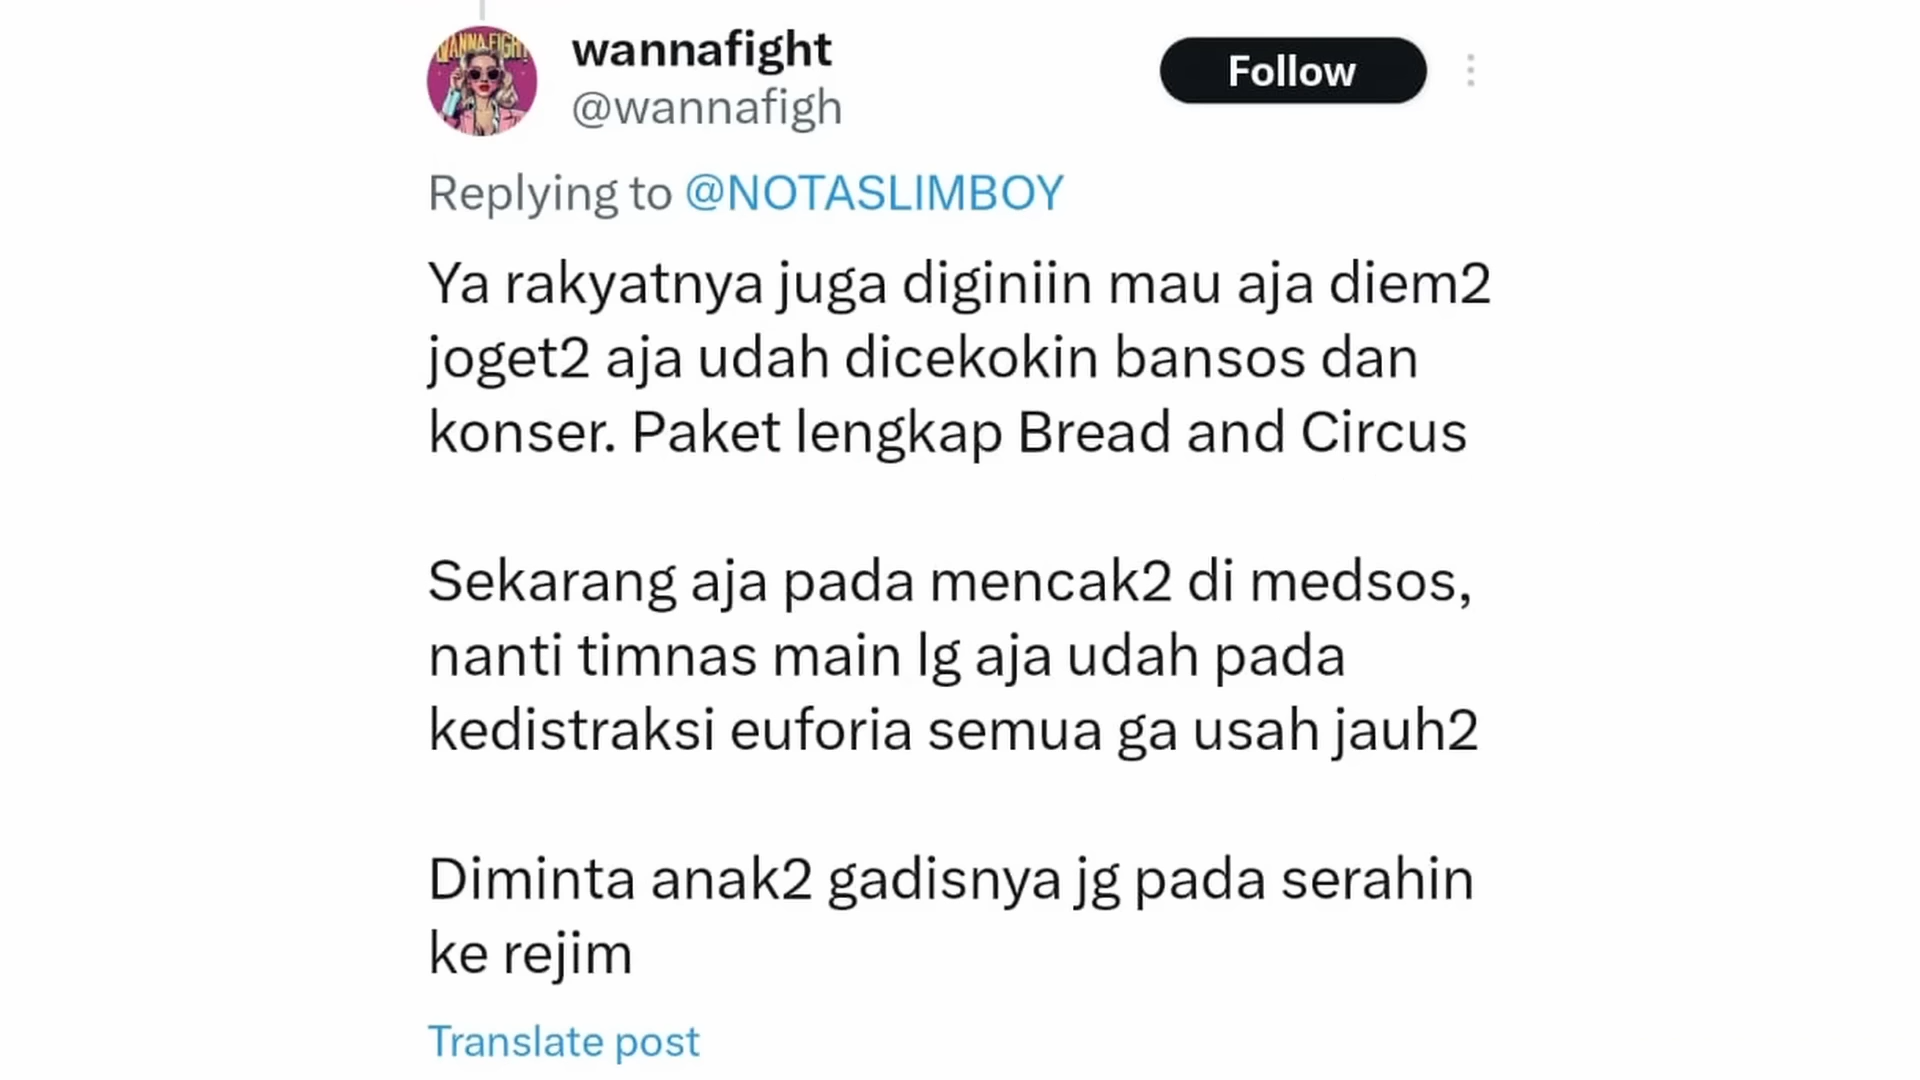 WANNA FIGHT
wannafight
Follow
@wannafigh
Replying to @NOTASLIMBOY
Ya rakyatnya juga diginiin mau aja diem2
joget2 aja udah dicekokin bansos dan
konser. Paket lengkap Bread and Circus
Sekarang aja pada mencak2 di medsos,
nanti timnas main lg aja udah pada
kedistraksi euforia semua ga usah jauh2
Diminta anak2 gadisnya jg pada serahin
ke rejim
Translate post